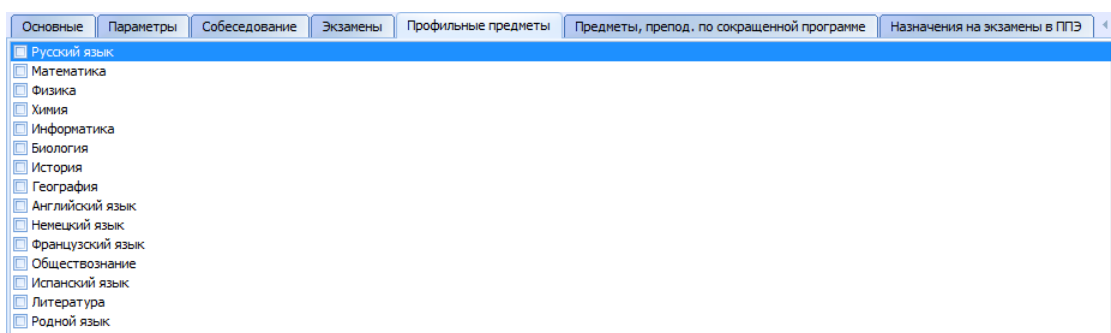 Основные Параметры Собеседование Экзамены Профильные предметы Предметы, препод. по сокращенной программе Назначения на экзамены в ППЭ
Русский язык
Математика
Физика
Химия
Информатика
Биология
История
География
Английский язык
Немецкий язык
Французский язык
Обществознание
Испанский язык
Литература
Родной язык